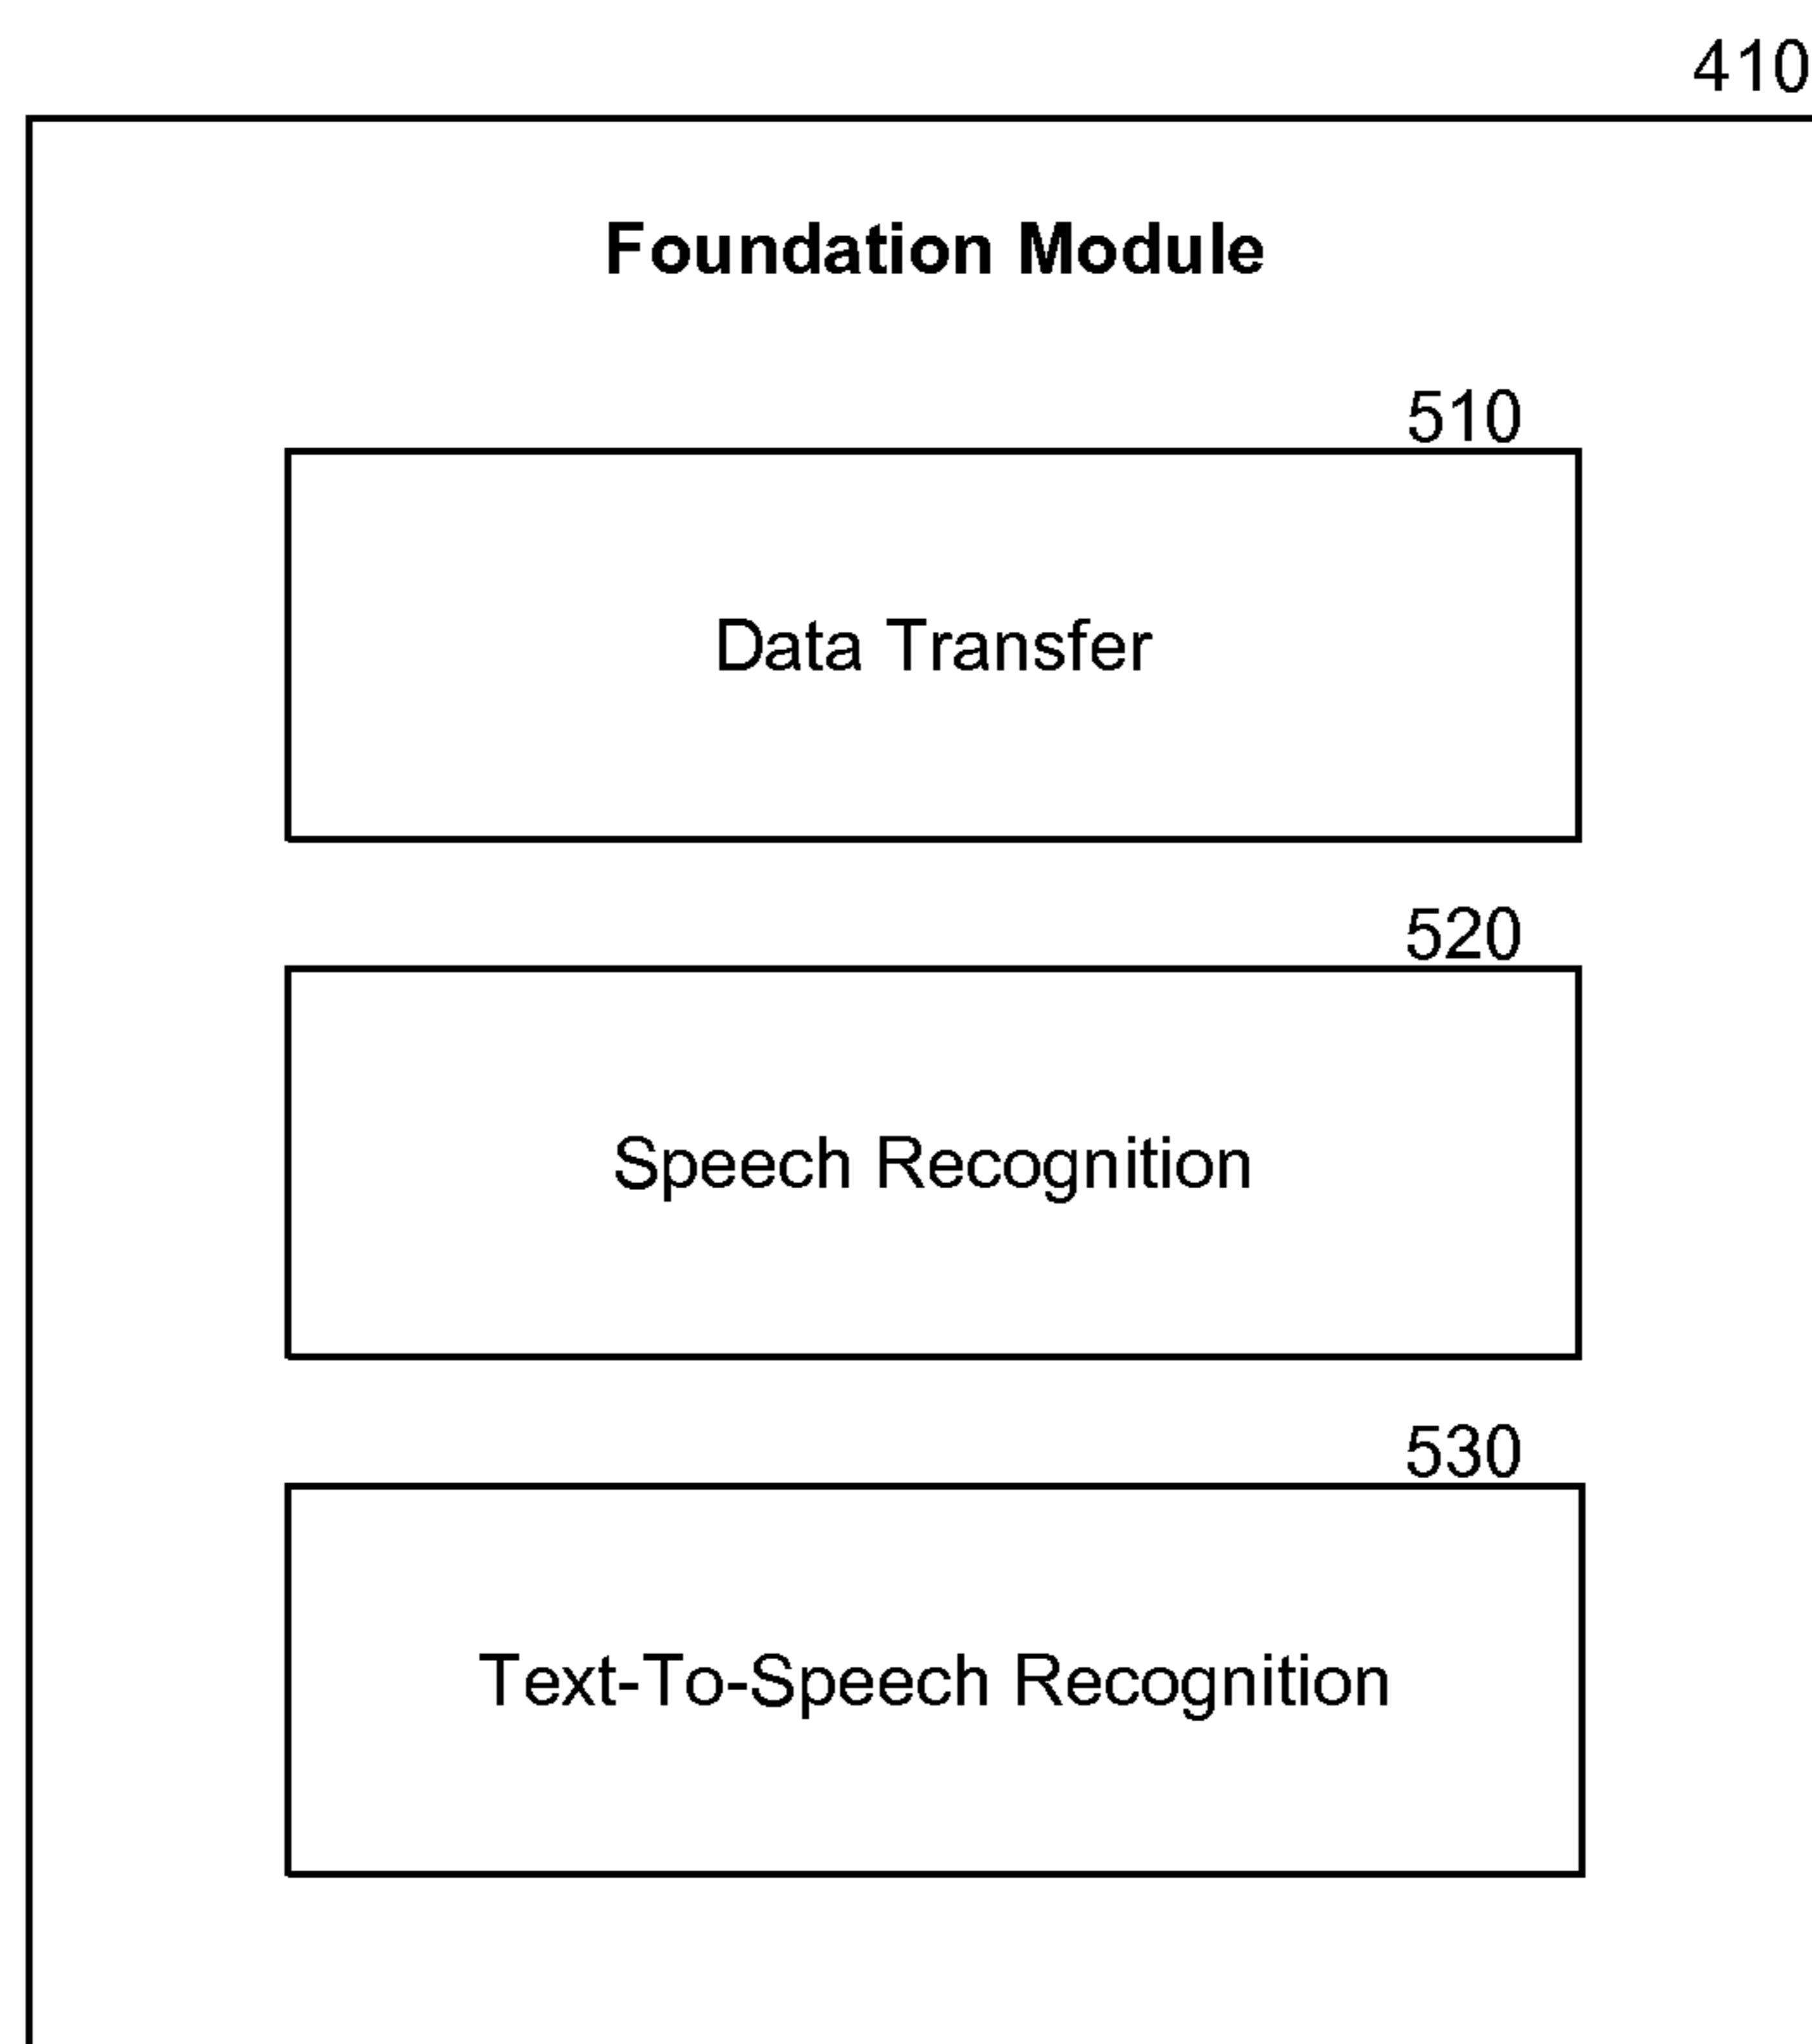 410
Foundation Module
510
Data Transfer
520
Speech Recognition
530
Text-To-Speech Recognition